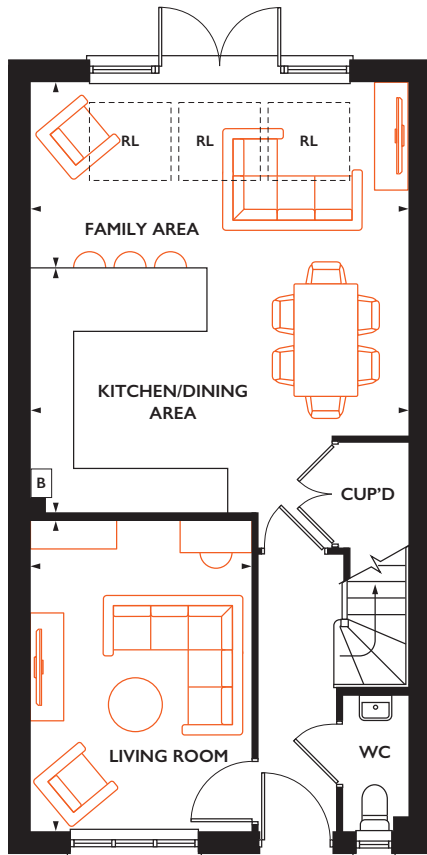 RL RL RL
FAMILY AREA
KITCHEN/DINING
AREA
B
CUP'D
LIVING ROOM
WC